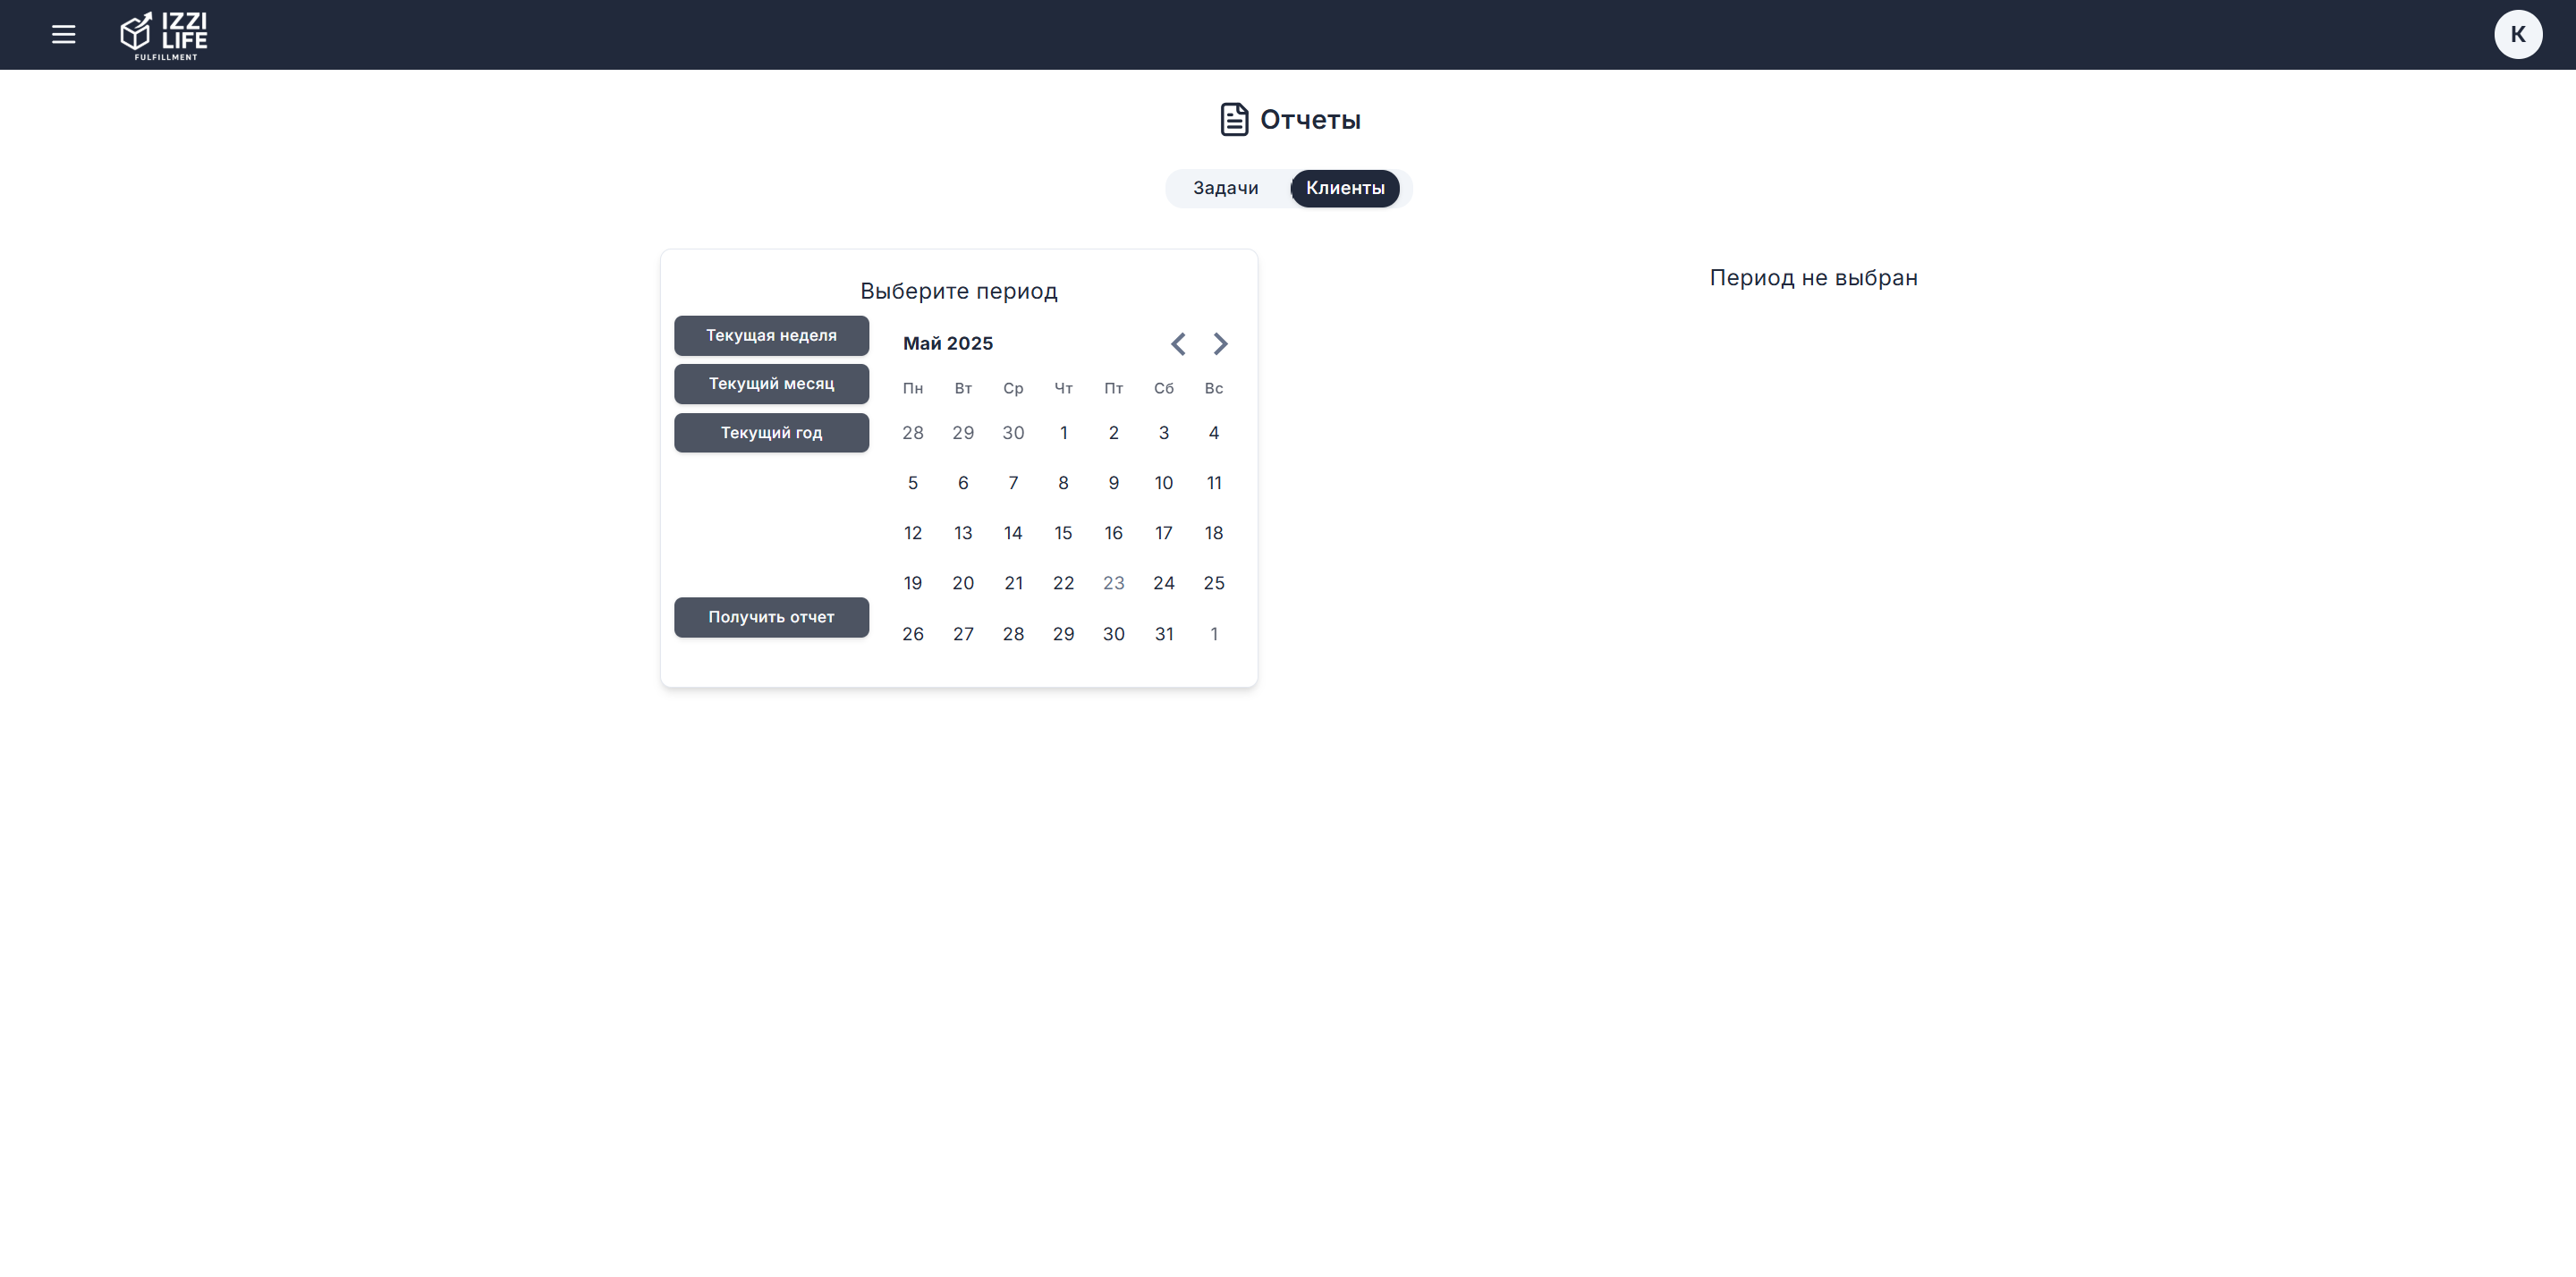 IZZI
LIFE
FULFILLMENT
К
Отчеты
Задачи Клиенты
Выберите период
Период не выбран
Текущая неделя
Текущий месяц
Текущий год
Получить отчет
Май 2025
Пн Вт Ср Чт Пт Сб Вс
28 29 30 1 2 3 4
5 6 7 8 9 10 11
12 13 14 15 16 17 18
19 20 21 22 23 24 25
26 27 28 29 30 31 1